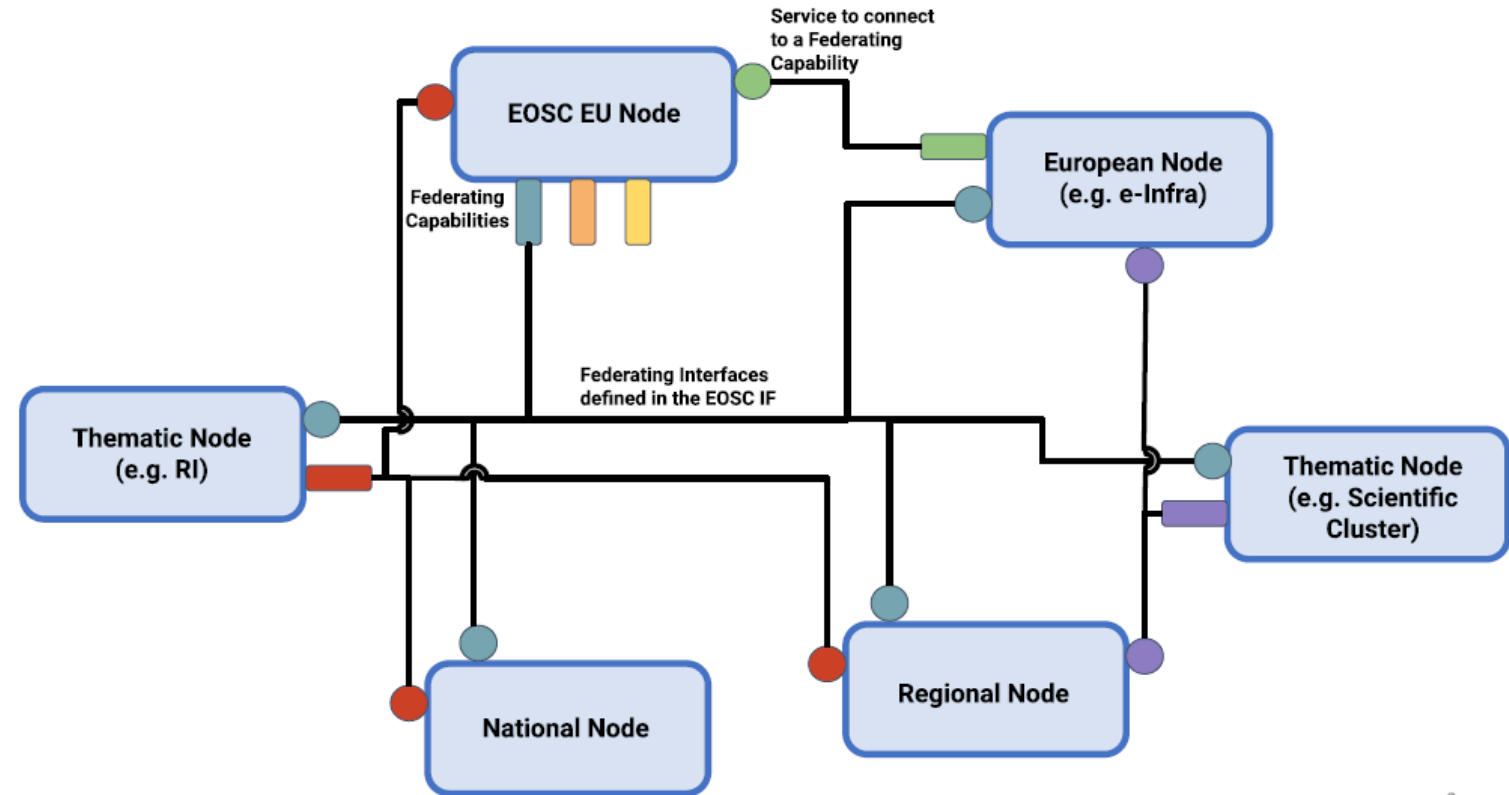 Service to connect
to a Federating
Capability
EOSC EU Node
European Node
(e.g. e-Infra)
Federating
Capabilities
Federating Interfaces
defined in the EOSC IF
Thematic Node
(e.g. RI)
Thematic Node
(e.g. Scientific
Cluster)
Regional Node
National Node